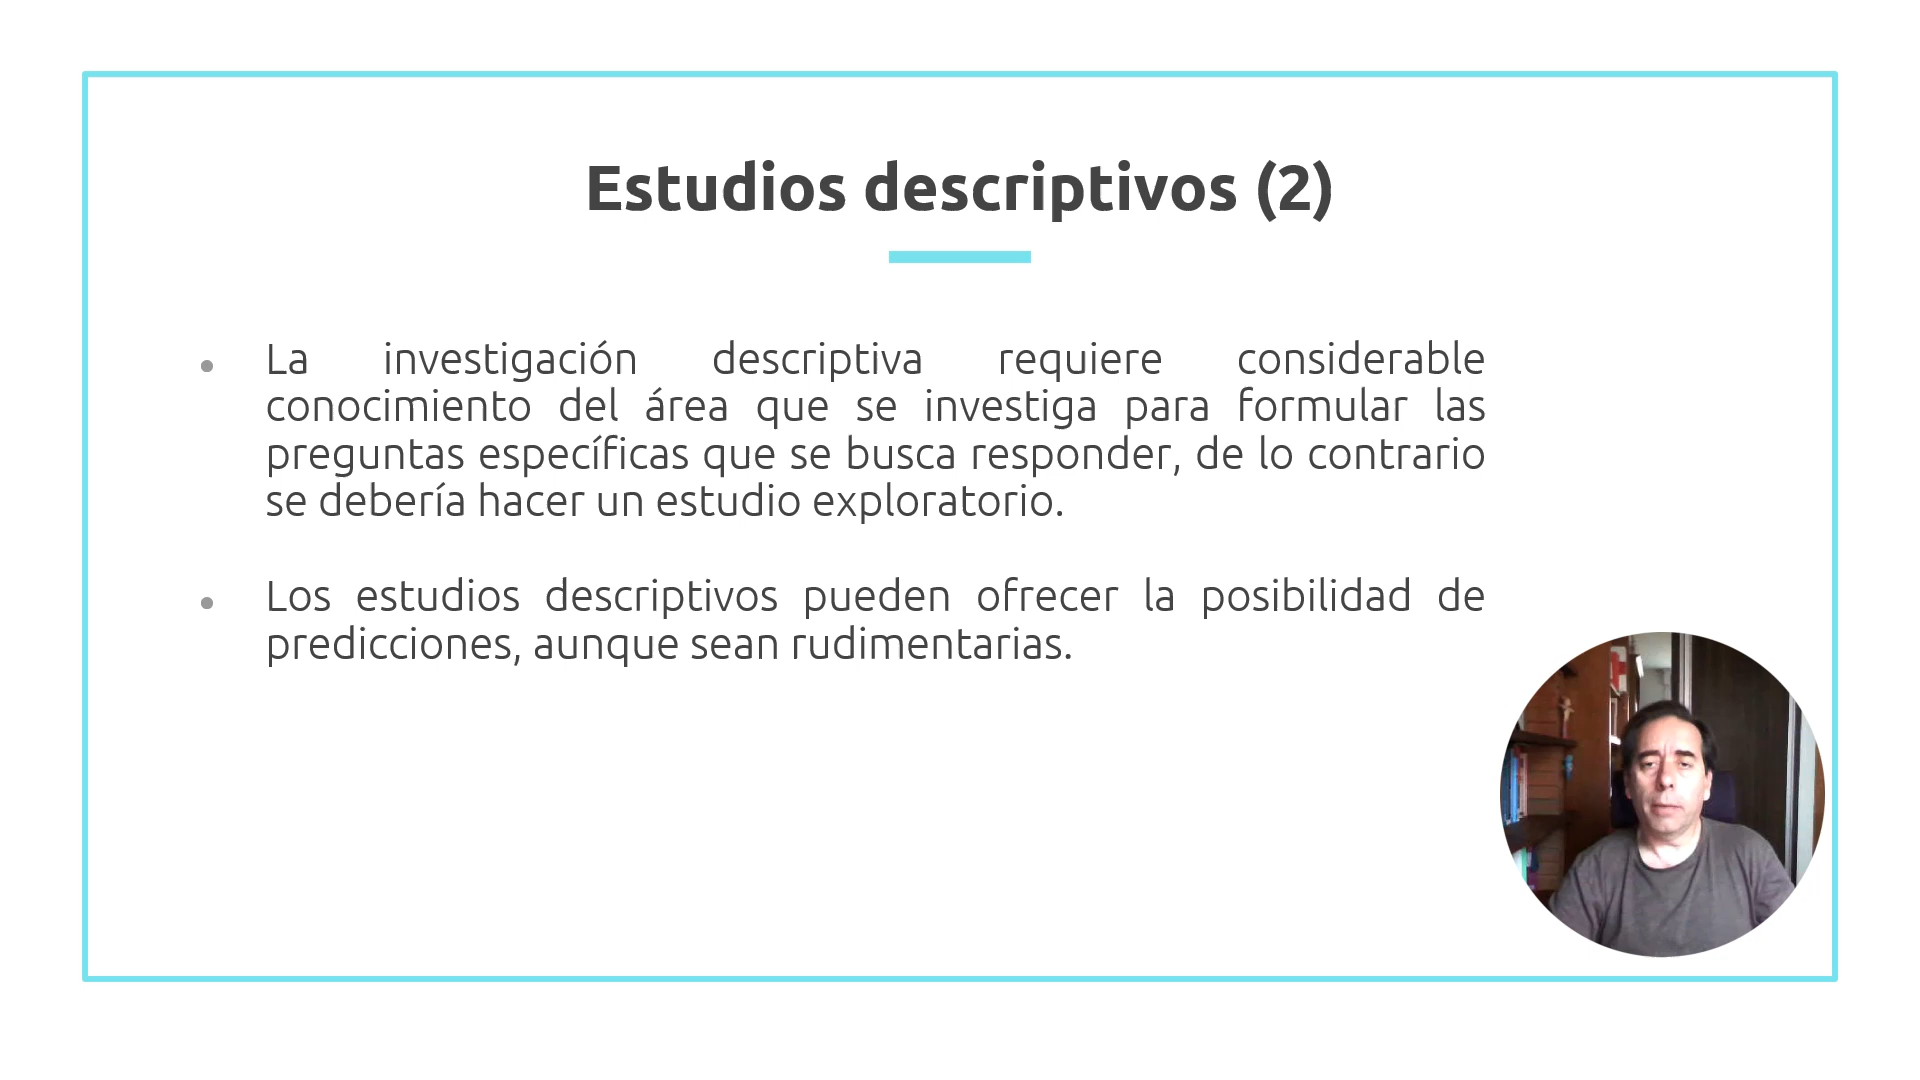 Estudios descriptivos (2)
La investigación descriptiva requiere considerable
conocimiento del área que se investiga para formular las
preguntas específicas que se busca responder, de lo contrario
se debería hacer un estudio exploratorio.
Los estudios descriptivos pueden ofrecer la posibilidad de
predicciones, aunque sean rudimentarias.